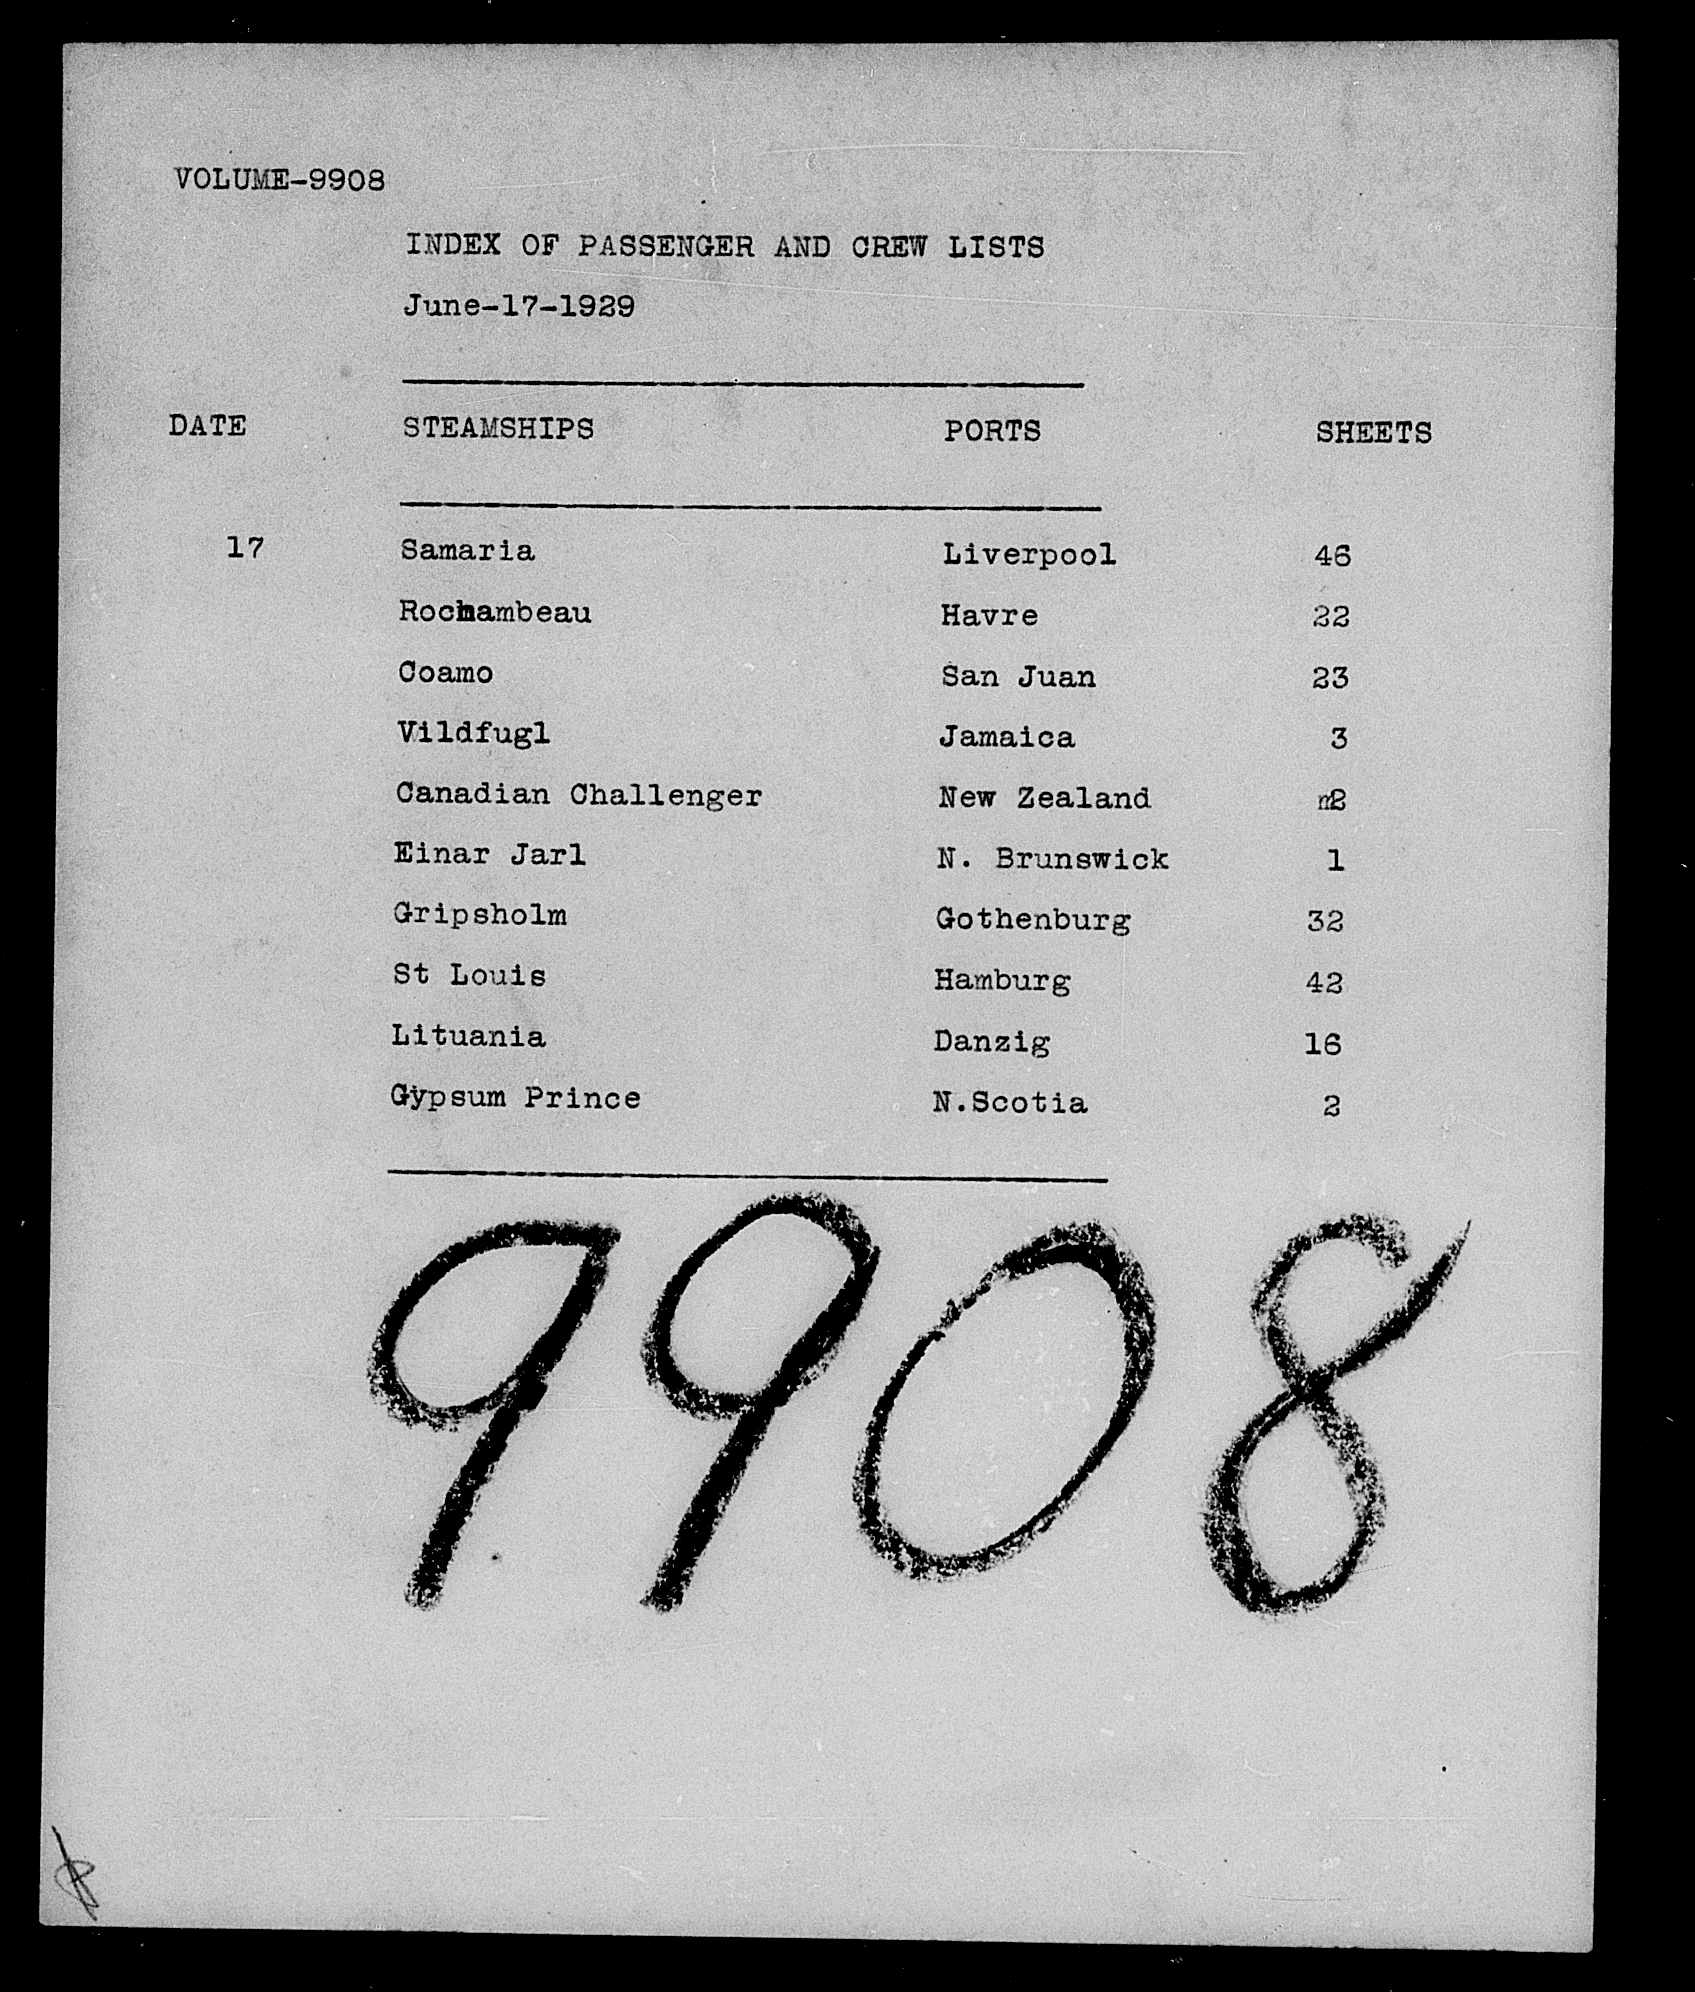 VOLUME-9908
INDEX OF PASSENGER AND CREW LISTS
June-17-1929
DATE STEAMSHIPS PORTS SHEETS
17 Samaria Liverpool 46
Rochambeau Havre 22
Coamo San Juan 23
Vildfugl Jamaica 3
Canadian Challenger New Zealand 2
Einar Jarl N. Brunswick 1
Gripsholm Gothenburg 32
St Louis Hamburg 42
Lituania Danzig 16
Gypsum Prince N.Scotia 2
9908